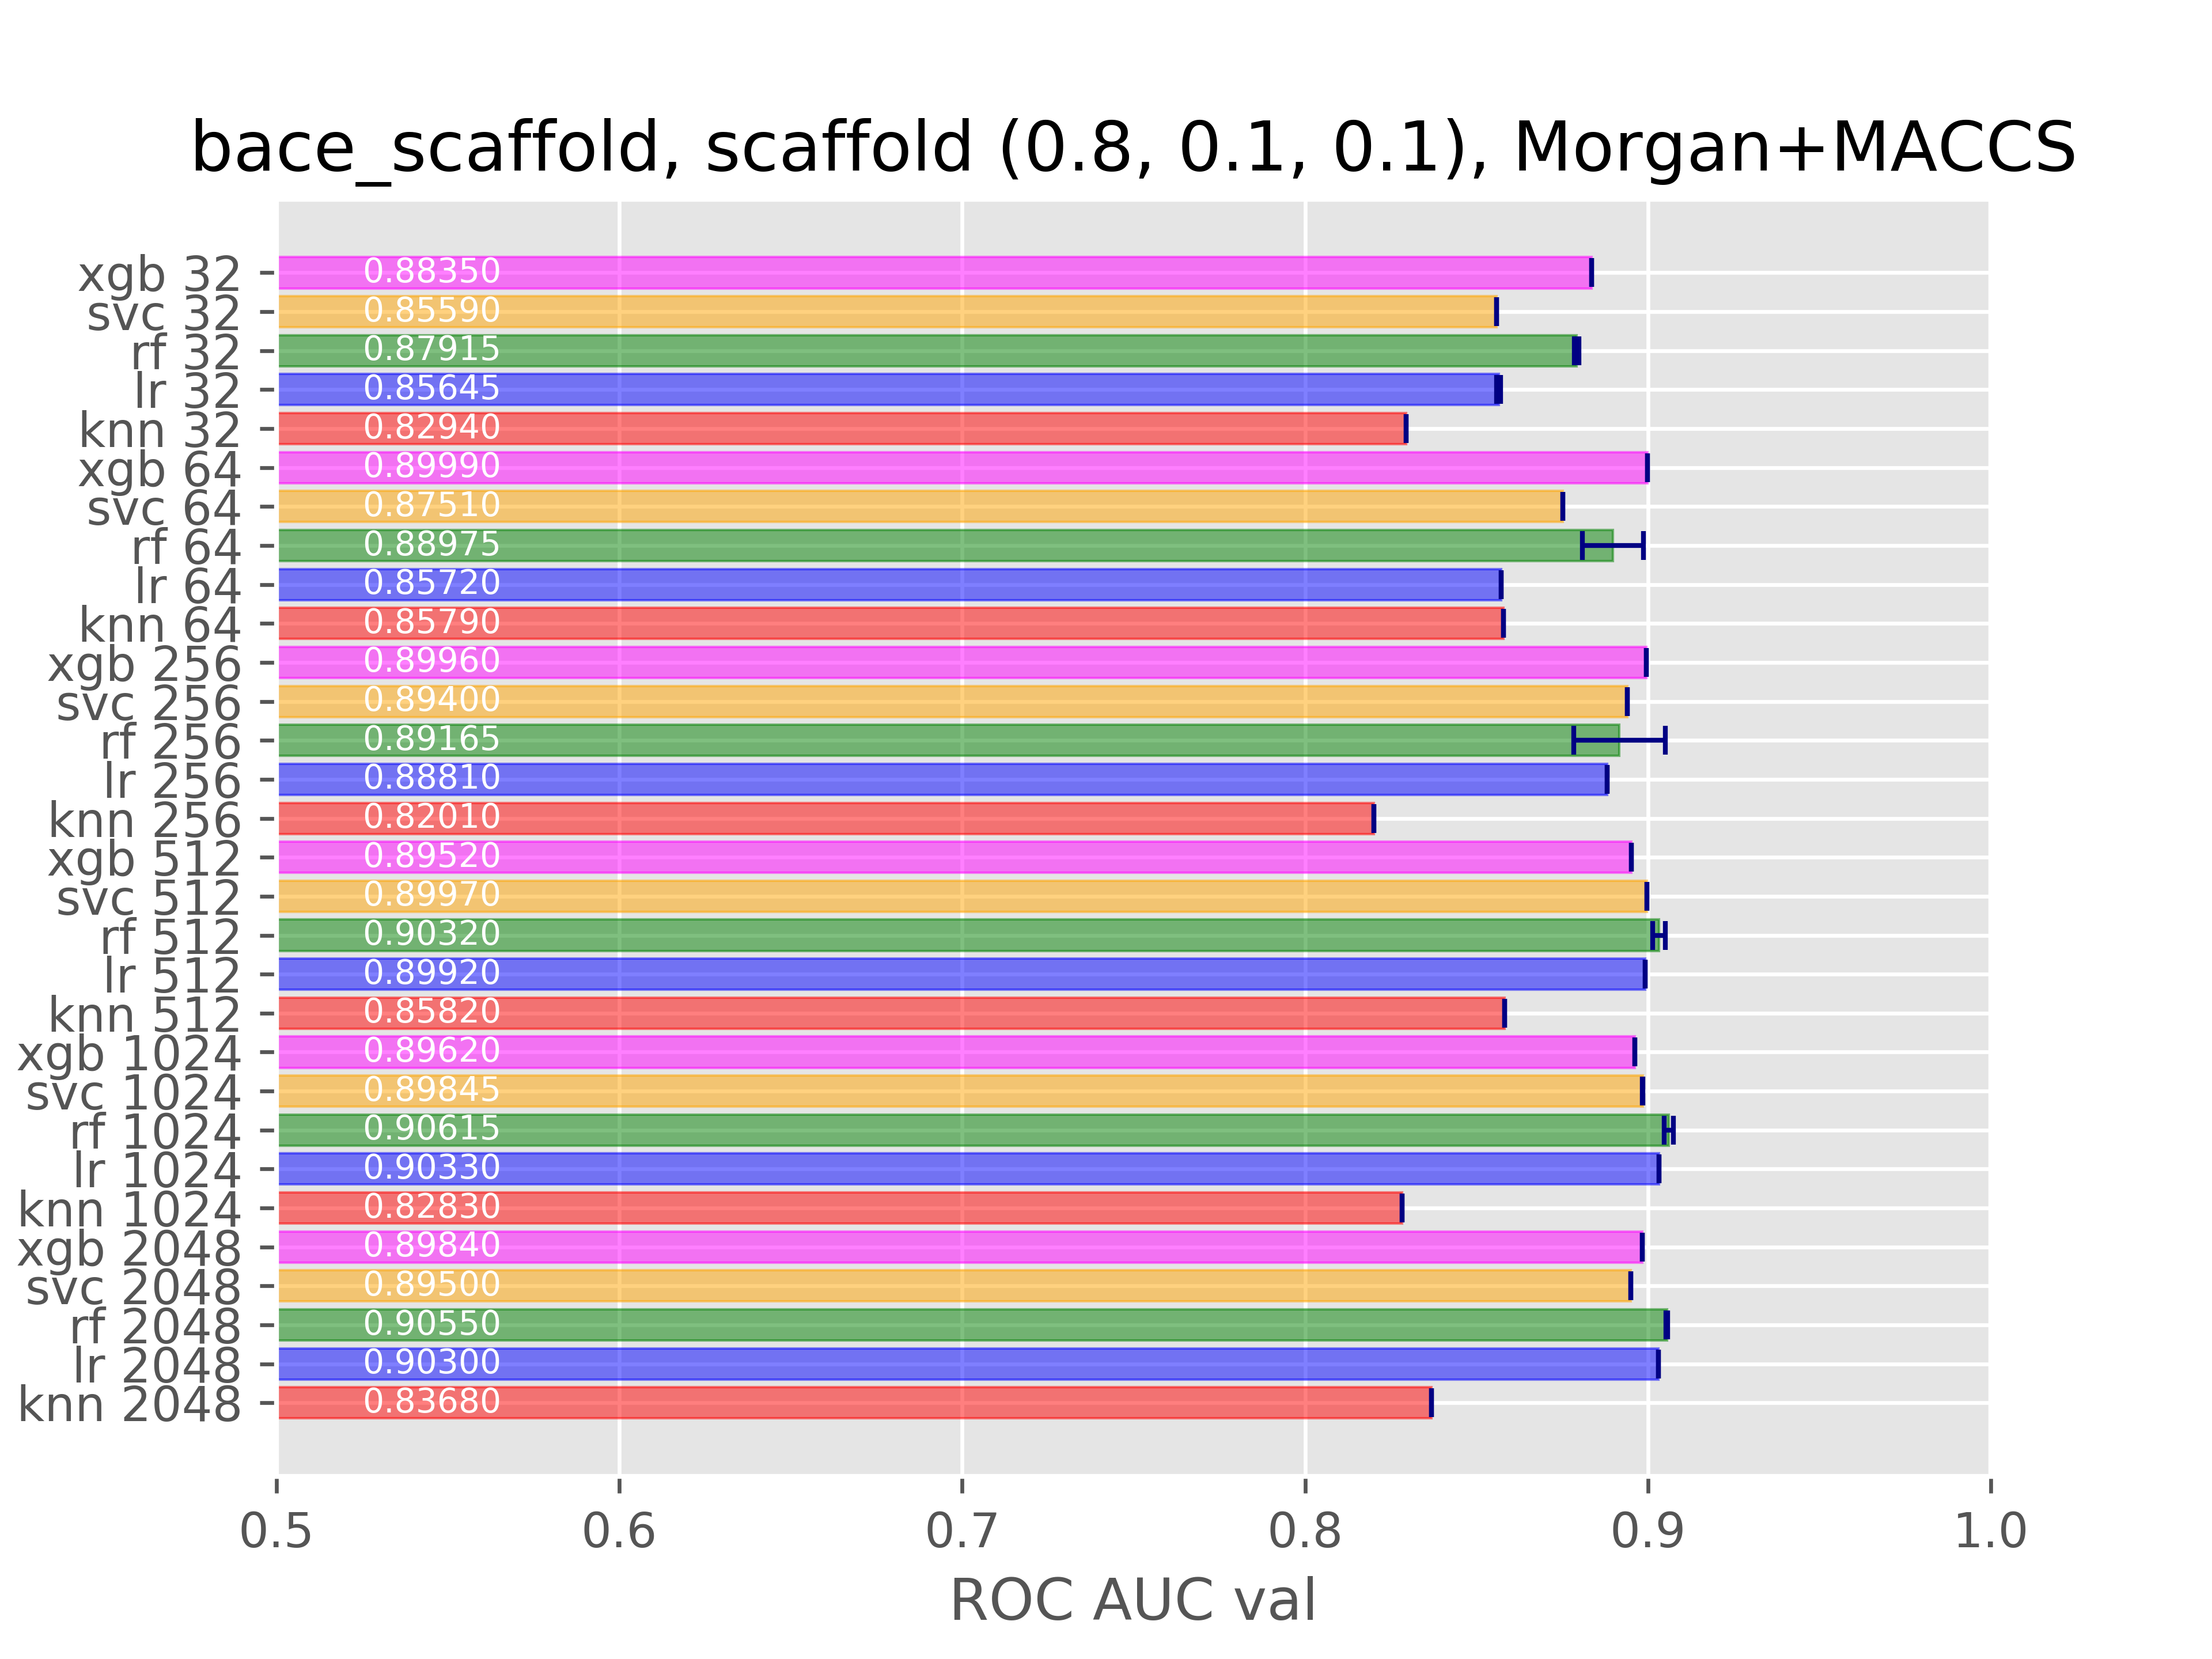 bace_scaffold, scaffold (0.8, 0.1, 0.1), Morgan+MACCS
xgb 32 0.88350
svc 32 0.85590
rf 32 0.87915
lr 32 0.85645
knn 32 0.82940
xgb 64 0.89990
svc 64 0.87510
rf 64 0.88975
lr 64 0.85720
knn 64 0.85790
xgb 256 0.89960
svc 256 0.89400
rf 256 0.89165
lr 256 0.88810
knn 256 0.82010
xgb 512 0.89520
svc 512 0.89970
rf 512 0.90320
lr 512 0.89920
knn 512 0.85820
xgb 1024 0.89620
svc 1024 0.89845
rf 1024 0.90615
lr 1024 0.90330
knn 1024 0.82830
xgb 2048 0.89840
svc 2048 0.89500
rf 2048 0.90550
lr 2048 0.90300
knn 2048 0.83680
0.5 0.6 0.7 0.8 0.9 1.0
ROC AUC val